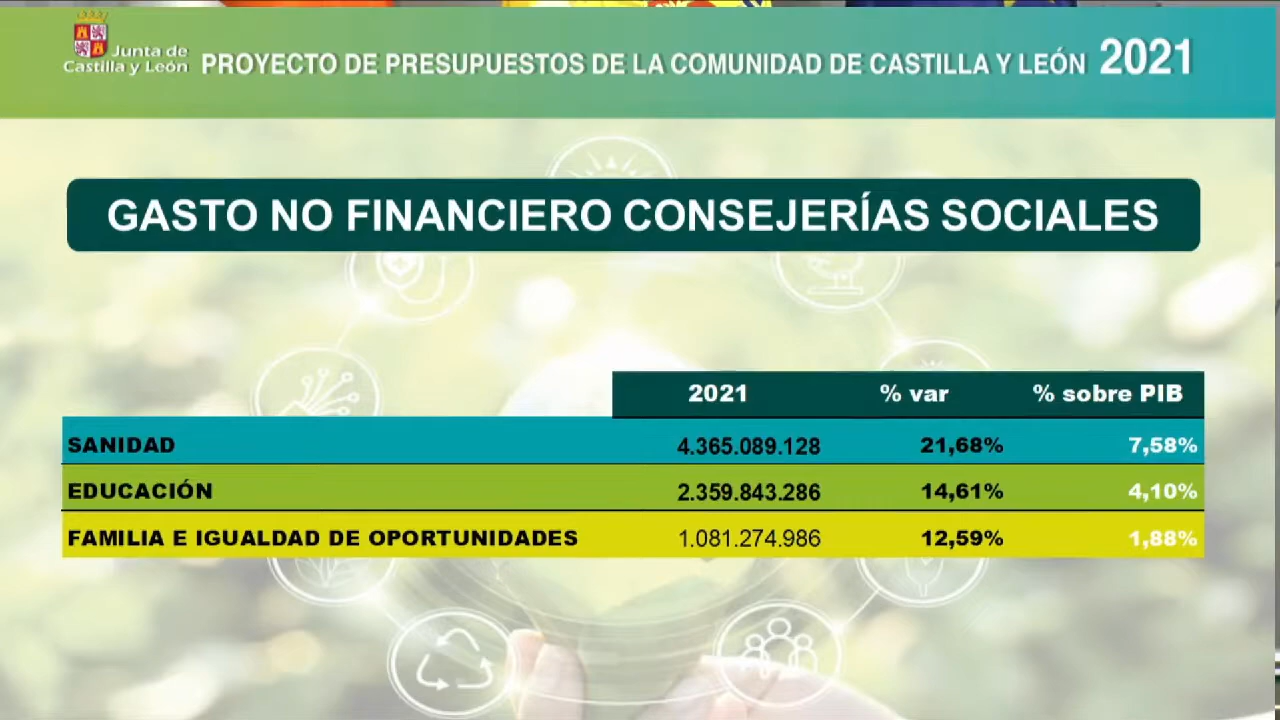 Junta de
Castilla y León
PROYECTO DE PRESUPUESTOS DE LA COMUNIDAD DE CASTILLA Y LEÓN 2021
GASTO NO FINANCIERO CONSEJERÍAS SOCIALES
2021 % var % sobre PIB
SANIDAD 4.365.089.128 21,68% 7,58%
EDUCACIÓN 2.359.843.286 14,61% 4,10%
FAMILIA E IGUALDAD DE OPORTUNIDADES 1.081.274.986 12,59% 1,88%